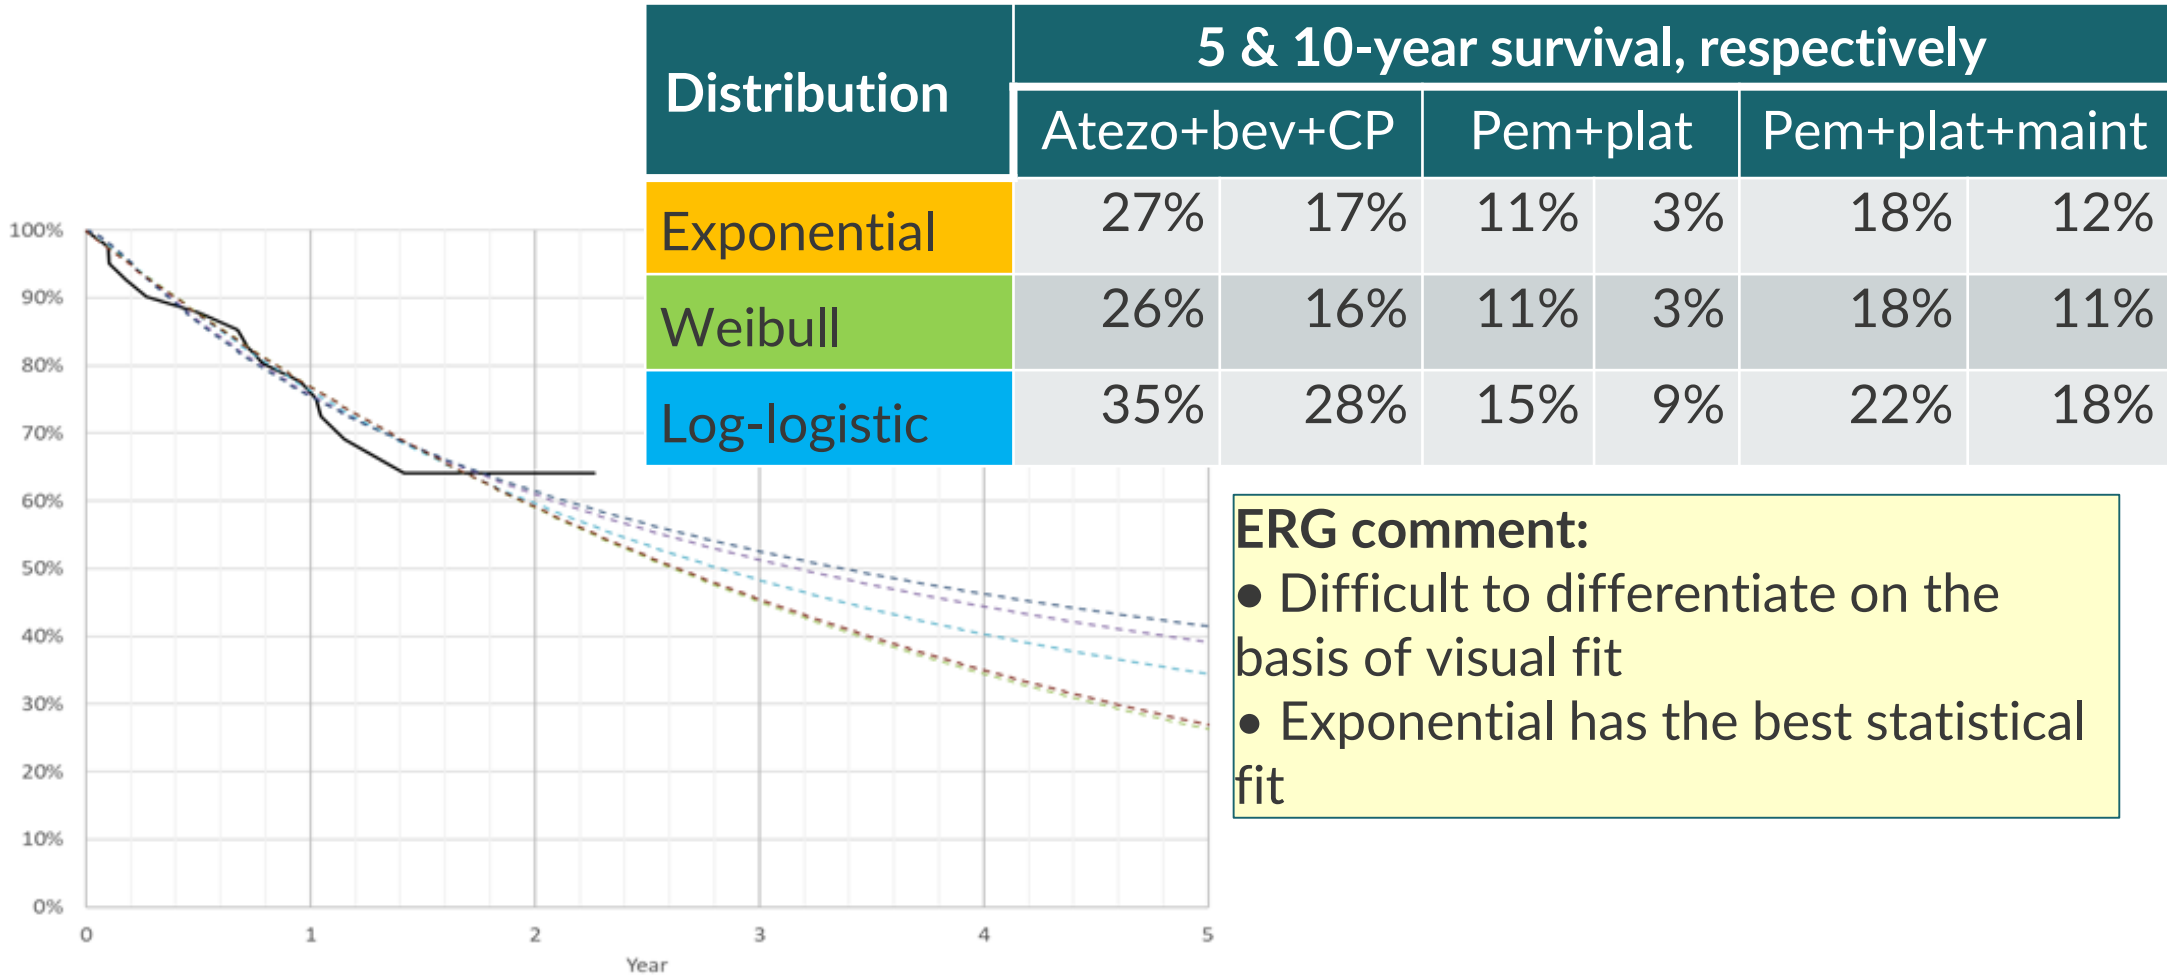 Distribution
5 & 10-year survival, respectively
Atezo+bev+CP Pem+plat Pem+plat+maint
Exponential 27% 17% 11% 3% 18% 12%
Weibull 26% 16% 11% 3% 18% 11%
Log-logistic 35% 28% 15% 9% 22% 18%
100%
90%
80%
70%
60%
50%
40%
30%
20%
10%
0%
0 1 2 3 4 5
Year
ERG comment:
● Difficult to differentiate on the
basis of visual fit
● Exponential has the best statistical
fit